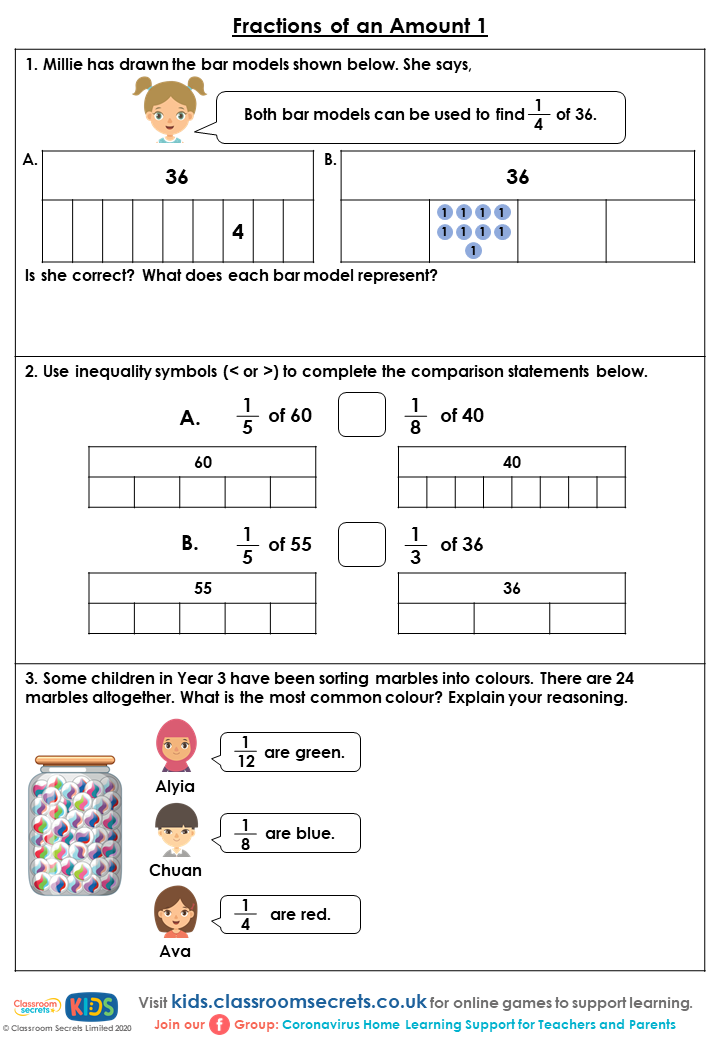 Fractions of an Amount 1
1. Millie has drawn the bar models shown below. She says,
Both bar models can be used to find 1/4 of 36.
A.
36
4
B.
36
1 1 1 1
1 1 1 1
1
Is she correct? What does each bar model represent?
2. Use inequality symbols (< or >) to complete the comparison statements below.
A. 1/5 of 60 1/8 of 40
60 40
B. 1/5 of 55 1/3 of 36
55 36
3. Some children in Year 3 have been sorting marbles into colours. There are 24
marbles altogether. What is the most common colour? Explain your reasoning.
1/12 are green.
Alyia
1/8 are blue.
Chuan
1/4 are red.
Ava
Classroom Secrets KIDS
© Classroom Secrets Limited 2020
Visit kids.classroomsecrets.co.uk for online games to support learning.
Join our f Group: Coronavirus Home Learning Support for Teachers and Parents